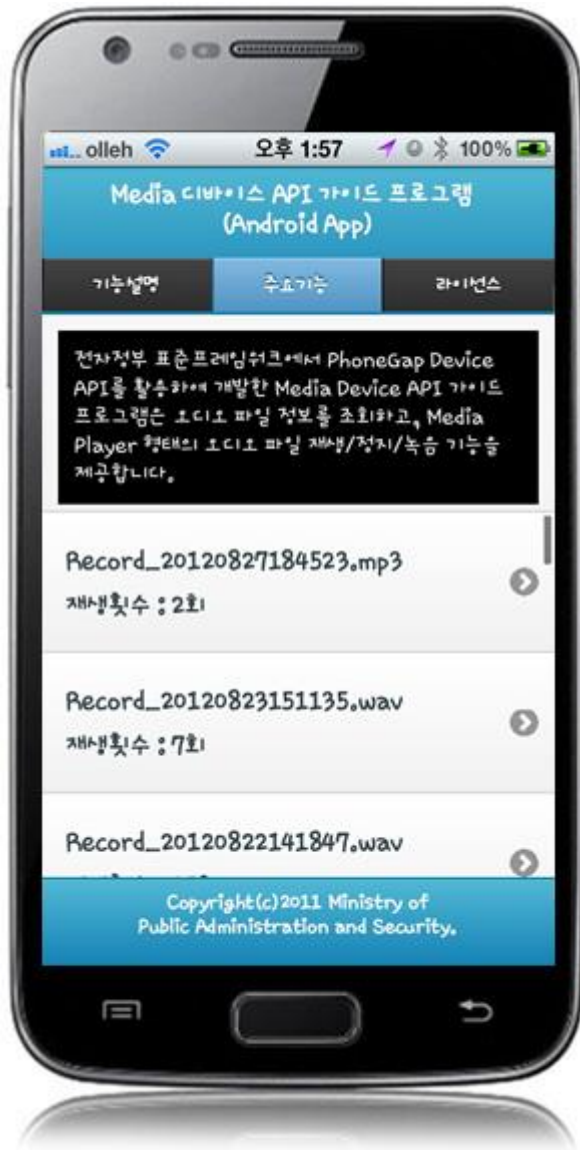 olleh 오후 1:57 100%
Media 디바이스 API 가이드 프로그램
(Android App)
기능설명 주요기능 라이선스
전자정부 표준프레임워크에서 PhoneGap Device
API를 활용하여 개발한 Media Device API 가이드
프로그램은 오디오 파일 정보를 조회하고, Media
Player 형태의 오디오 파일 재생/정지/녹음 기능을
제공합니다.
Record_20120827184523.mp3
재생횟수 : 2회
Record_20120823151135.wav
재생횟수 : 7회
Record_20120822141847.wav
Copyright(c)2011 Ministry of
Public Administration and Security.